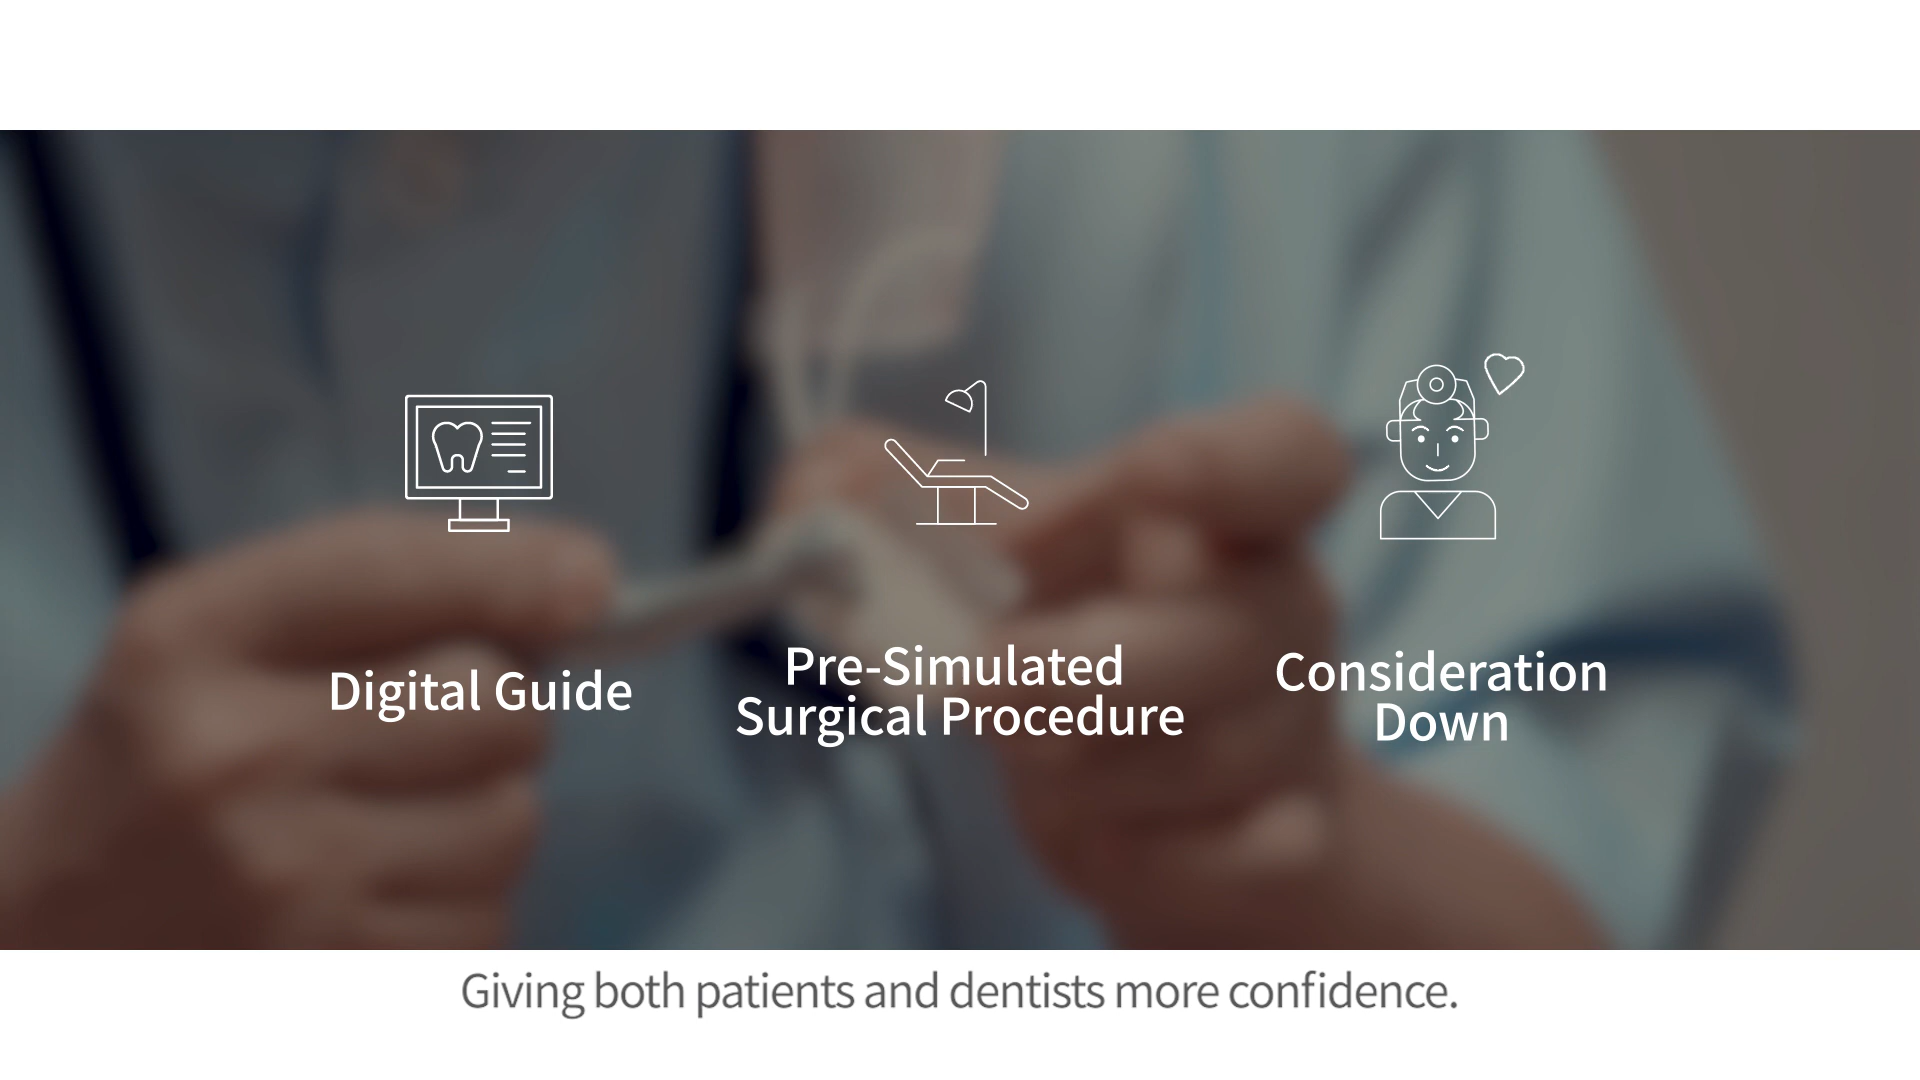 Digital Guide
Pre-Simulated
Surgical Procedure
Consideration
Down
Giving both patients and dentists more confidence.